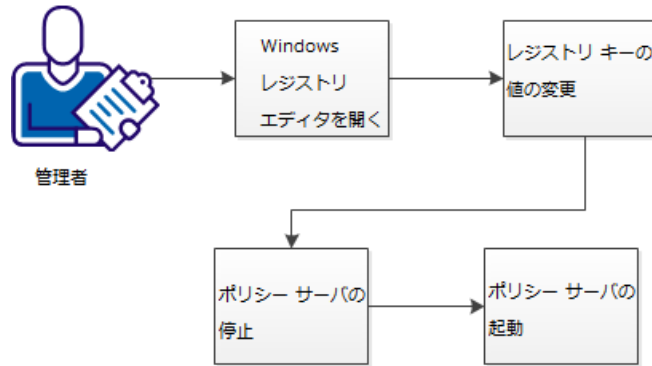 Windows
レジストリ
エディタを開く
レジストリ キーの
値の変更
管理者
ポリシー サーバの
停止
ポリシー サーバの
起動